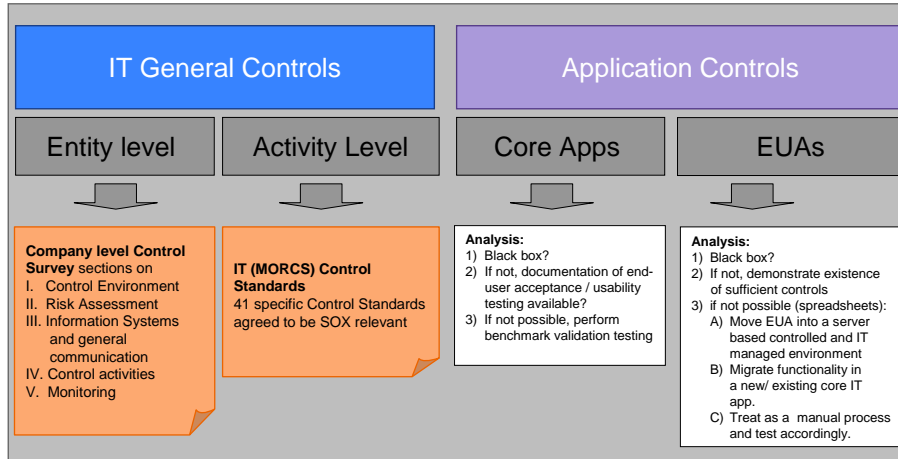 IT General Controls
Application Controls
Entity level
Activity Level
Core Apps
EUAs
Company level Control
Survey sections on
I. Control Environment
II. Risk Assessment
III. Information Systems
and general
communication
IV. Control activities
V. Monitoring
IT (MORCS) Control
Standards
41 specific Control Standards
agreed to be SOX relevant
Analysis:
1) Black box?
2) If not, documentation of end-
user acceptance / usability
testing available?
3) If not possible, perform
benchmark validation testing
Analysis:
1) Black box?
2) If not, demonstrate existence
of sufficient controls
3) if not possible (spreadsheets):
A) Move EUA into a server
based controlled and IT
managed environment
B) Migrate functionality in
a new/ existing core IT
app.
C) Treat as a manual process
and test accordingly.